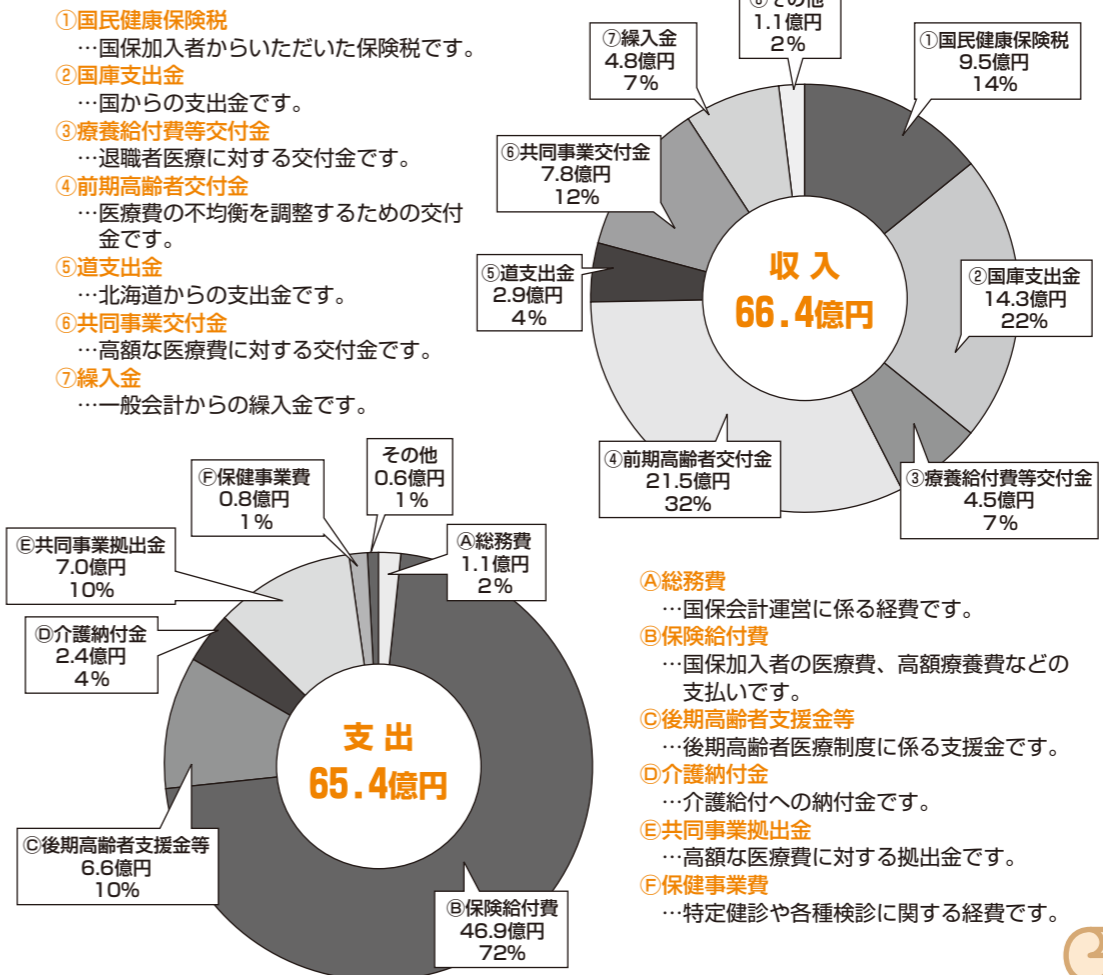 ①国民健康保険税
…国保加入者からいただいた保険税です。
②国庫支出金
…国からの支出金です。
③療養給付費等交付金
…退職者医療に対する交付金です。
④前期高齢者交付金
…医療費の不均衡を調整するための交付
金です。
⑤道支出金
…北海道からの支出金です。
⑥共同事業交付金
…高額な医療費に対する交付金です。
⑦繰入金
…一般会計からの繰入金です。
⑧その他
1.1億円
2%
①国民健康保険税
9.5億円
14%
②国庫支出金
14.3億円
22%
③療養給付費等交付金
4.5億円
7%
④前期高齢者交付金
21.5億円
32%
⑤道支出金
2.9億円
4%
⑥共同事業交付金
7.8億円
12%
⑦繰入金
4.8億円
7%
収入
66.4億円
その他
0.6億円
1%
Ⓐ総務費
1.1億円
2%
Ⓑ保険給付費
46.9億円
72%
Ⓒ後期高齢者支援金等
6.6億円
10%
Ⓓ介護納付金
2.4億円
4%
Ⓔ共同事業拠出金
7.0億円
10%
Ⓕ保健事業費
0.8億円
1%
支出
65.4億円
Ⓐ総務費
…国保会計運営に係る経費です。
Ⓑ保険給付費
…国保加入者の医療費、高額療養費などの
支払いです。
Ⓒ後期高齢者支援金等
…後期高齢者医療制度に係る支援金です。
Ⓓ介護納付金
…介護給付への納付金です。
Ⓔ共同事業拠出金
…高額な医療費に対する拠出金です。
Ⓕ保健事業費
…特定健診や各種検診に関する経費です。